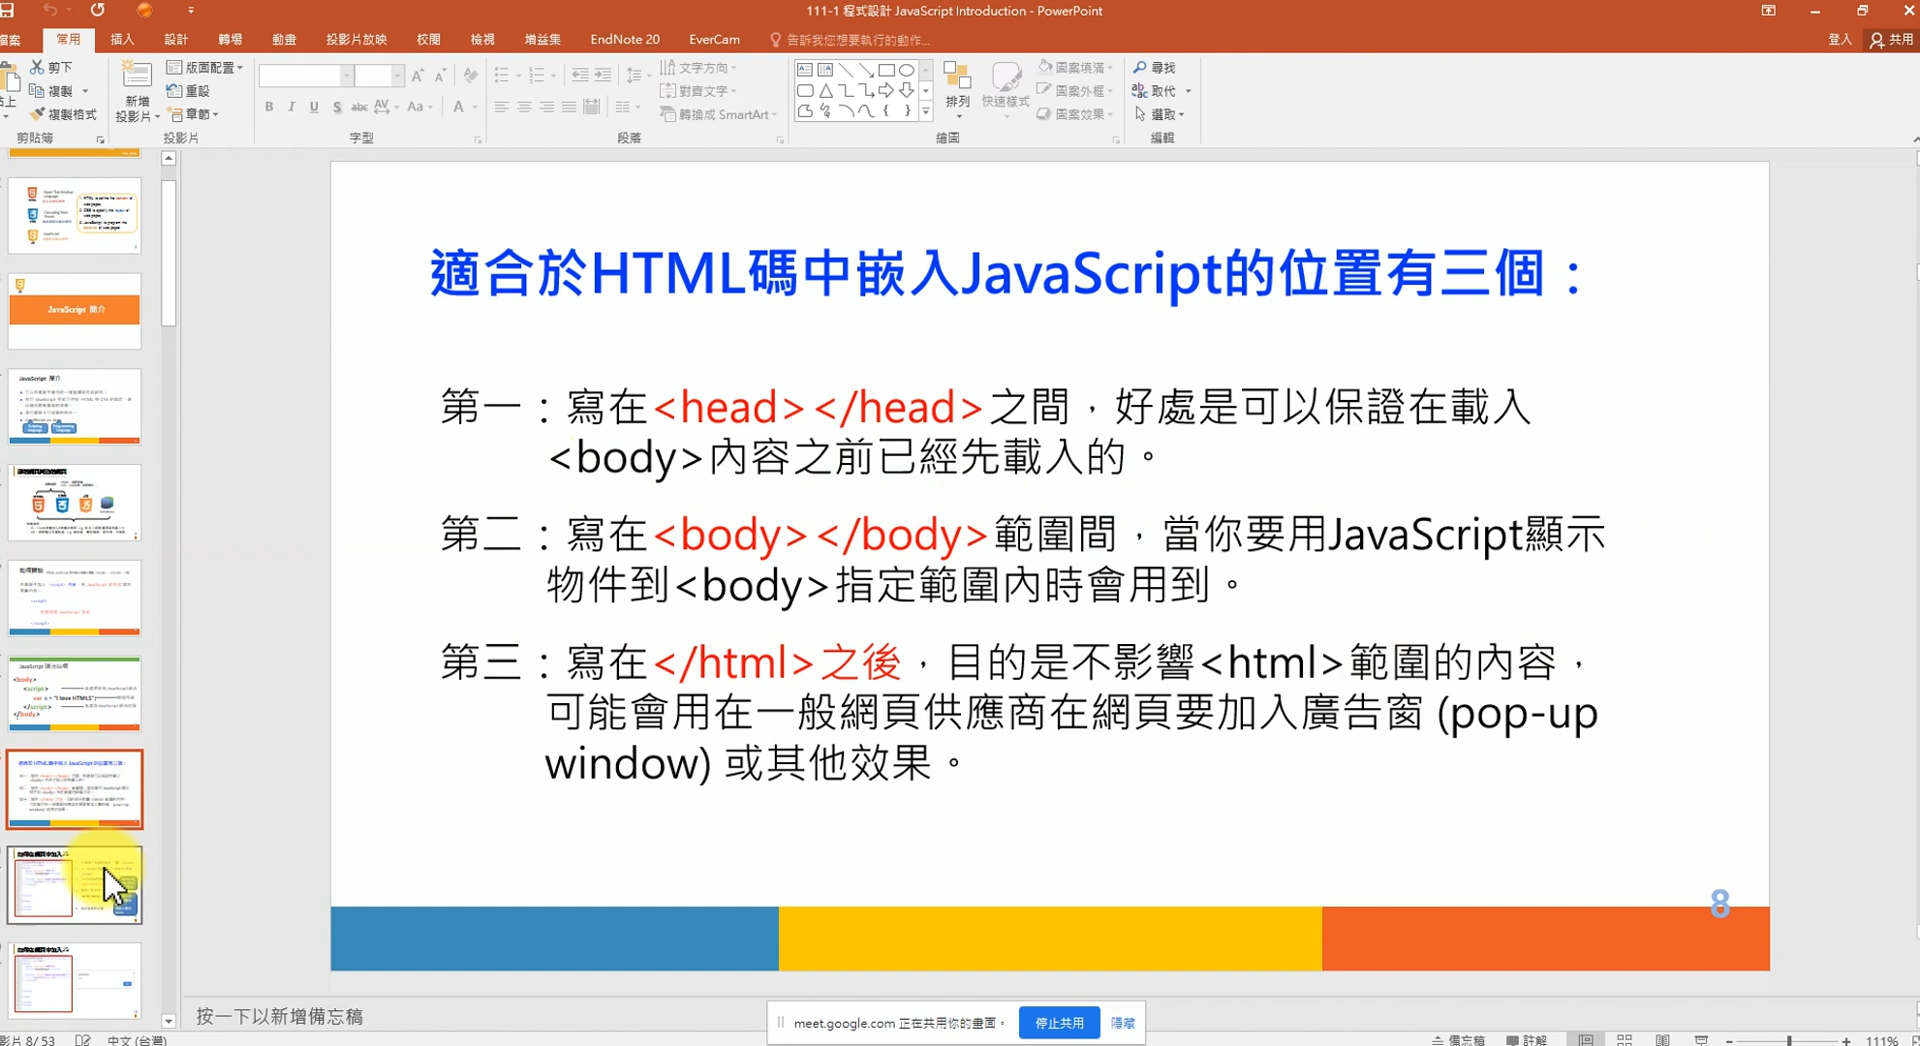 111-1 程式設計 JavaScript Introduction - PowerPoint
檔案 常用 插入 設計 轉場 動畫 投影片放映 校閱 檢視 增益集 EndNote 20 EverCam 告訴我您想要執行的動作... 登入 共用
剪下
複製
複製格式
貼上
剪貼簿
新增
投影片
版面配置
重設
章節
投影片
字型
文字方向
對齊文字
轉換成 SmartArt
段落
排列
快速樣式
圖案填滿
圖案外框
圖案效果
繪圖
尋找
取代
選取
編輯
JavaScript 簡介
JavaScript 簡介
適合於HTML碼中嵌入JavaScript的位置有三個：
第一：寫在<head></head>之間，好處是可以保證在載入
<body>內容之前已經先載入的。
第二：寫在<body></body>範圍間，當你要用JavaScript顯示
物件到<body>指定範圍內時會用到。
第三：寫在</html>之後，目的是不影響<html>範圍的內容，
可能會用在一般網頁供應商在網頁要加入廣告窗 (pop-up
window) 或其他效果。
8
按一下以新增備忘稿
meet.google.com 正在共用你的畫面。 停止共用 隱藏
影片 8/53 中文 (台灣) 備忘稿 註解 111%